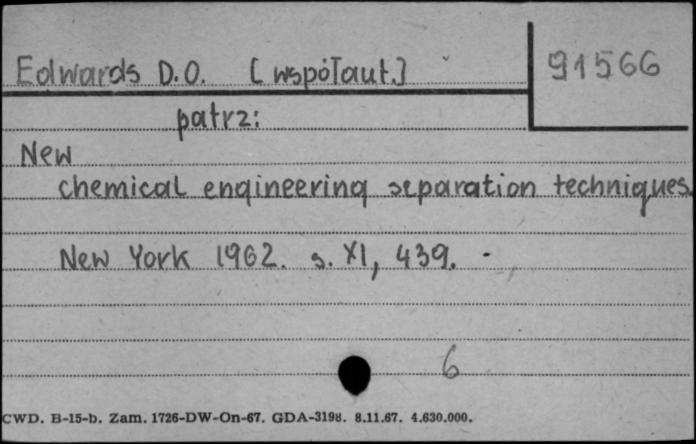 Edwards D.O. [współaut.]
91566
patrz:
New
chemical engineering separation techniques.
New York 1962. s. XI, 439. -
6
CWD. B-15-b. Zam. 1726-DW-On-67. GDA-3198. 8.11.67. 4.630.000.